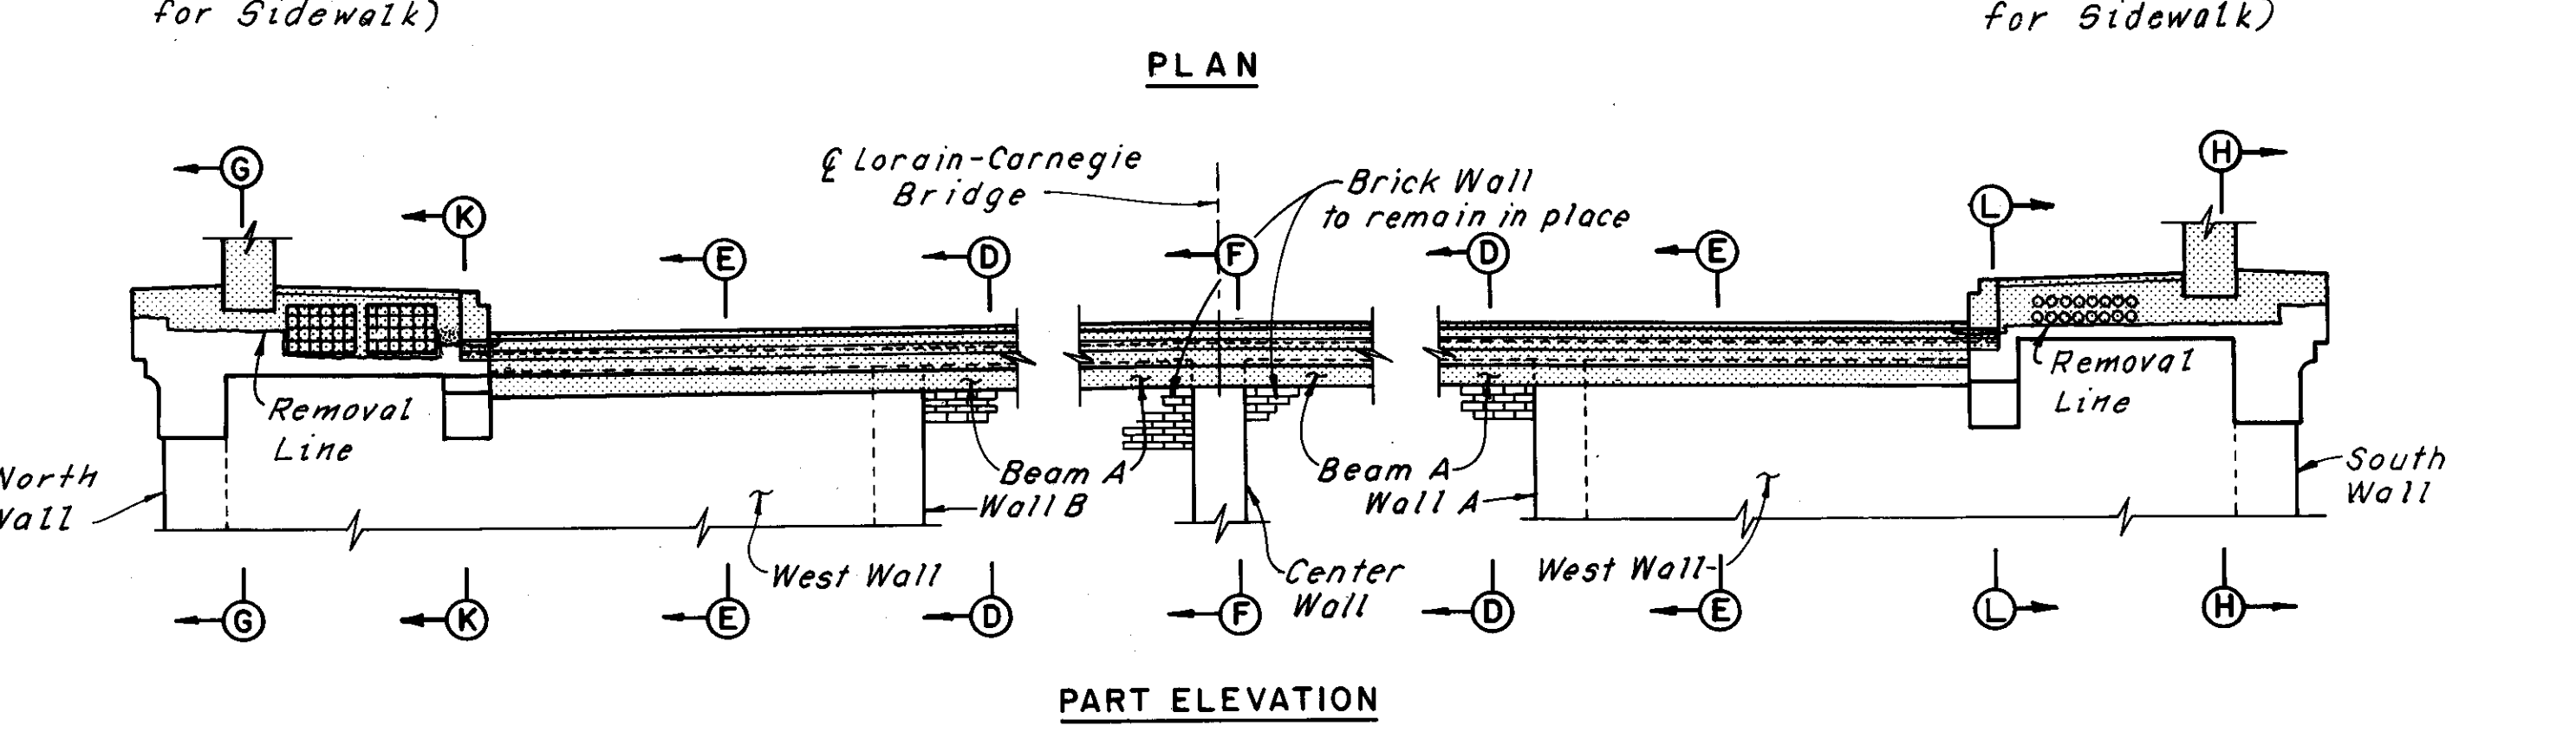 for Sidewalk)
for Sidewalk)
PLAN
G
K
E
D
℄ Lorain-Carnegie
Bridge
F
Brick Wall
to remain in place
D
E
L
H
Removal
Line
Removal
Line
North
Wall
Beam A
Wall B
Beam A
Wall A
South
Wall
West Wall
Center
Wall
West Wall
G
K
E
D
F
D
E
L
H
PART ELEVATION